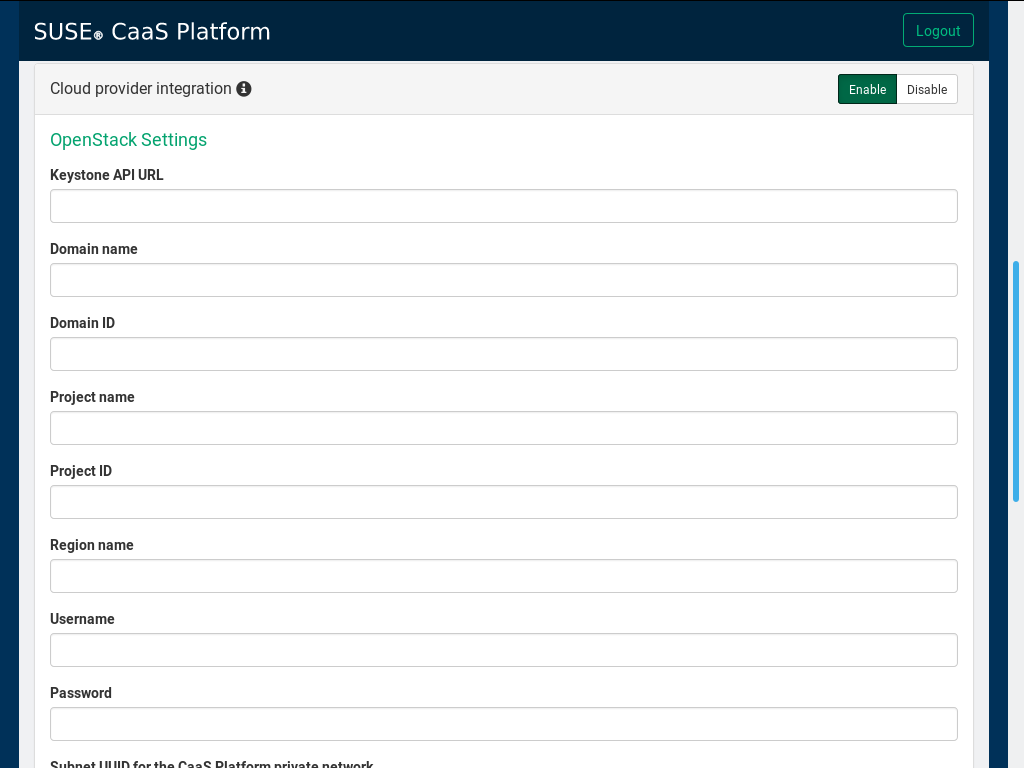 SUSE® CaaS Platform
Logout
Cloud provider integration
Enable
Disable
OpenStack Settings
Keystone API URL
Domain name
Domain ID
Project name
Project ID
Region name
Username
Password
Subnet UUID for the CaaS Platform private network